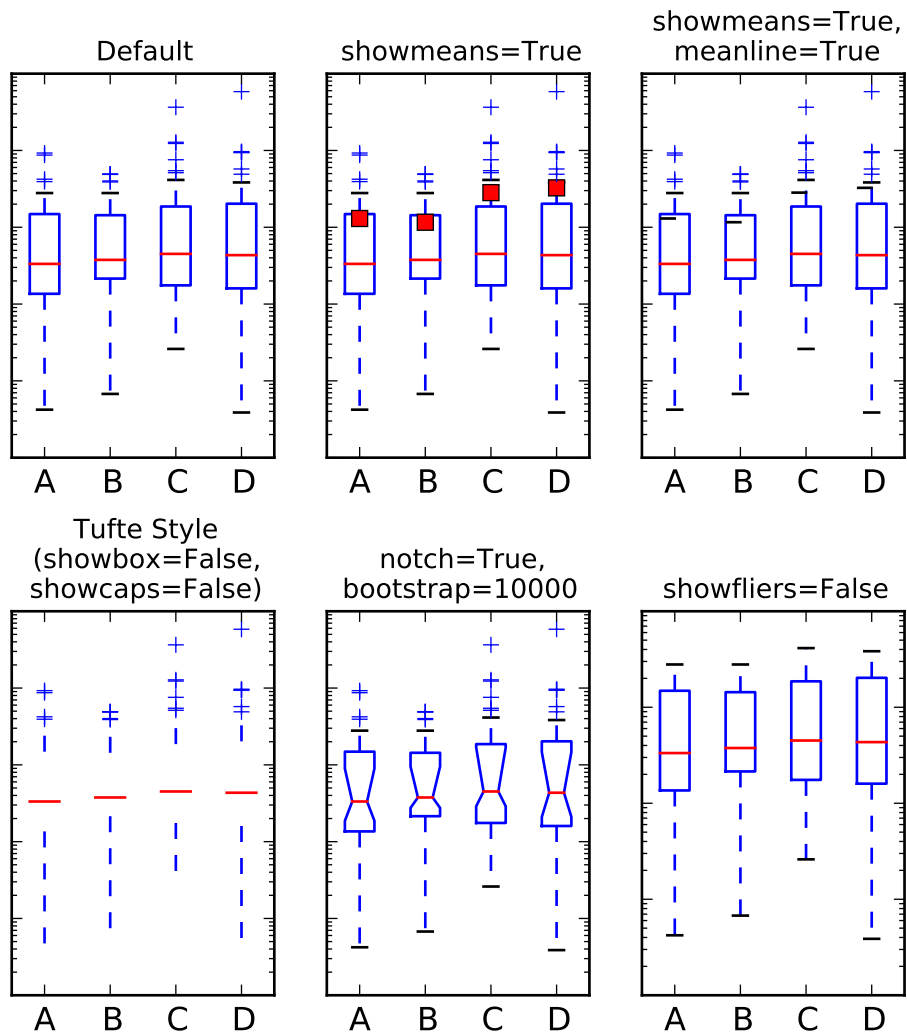 Default
A B C D
showmeans=True
A B C D
showmeans=True,
meanline=True
A B C D
Tufte Style
(showbox=False,
showcaps=False)
A B C D
notch=True,
bootstrap=10000
A B C D
showfliers=False
A B C D